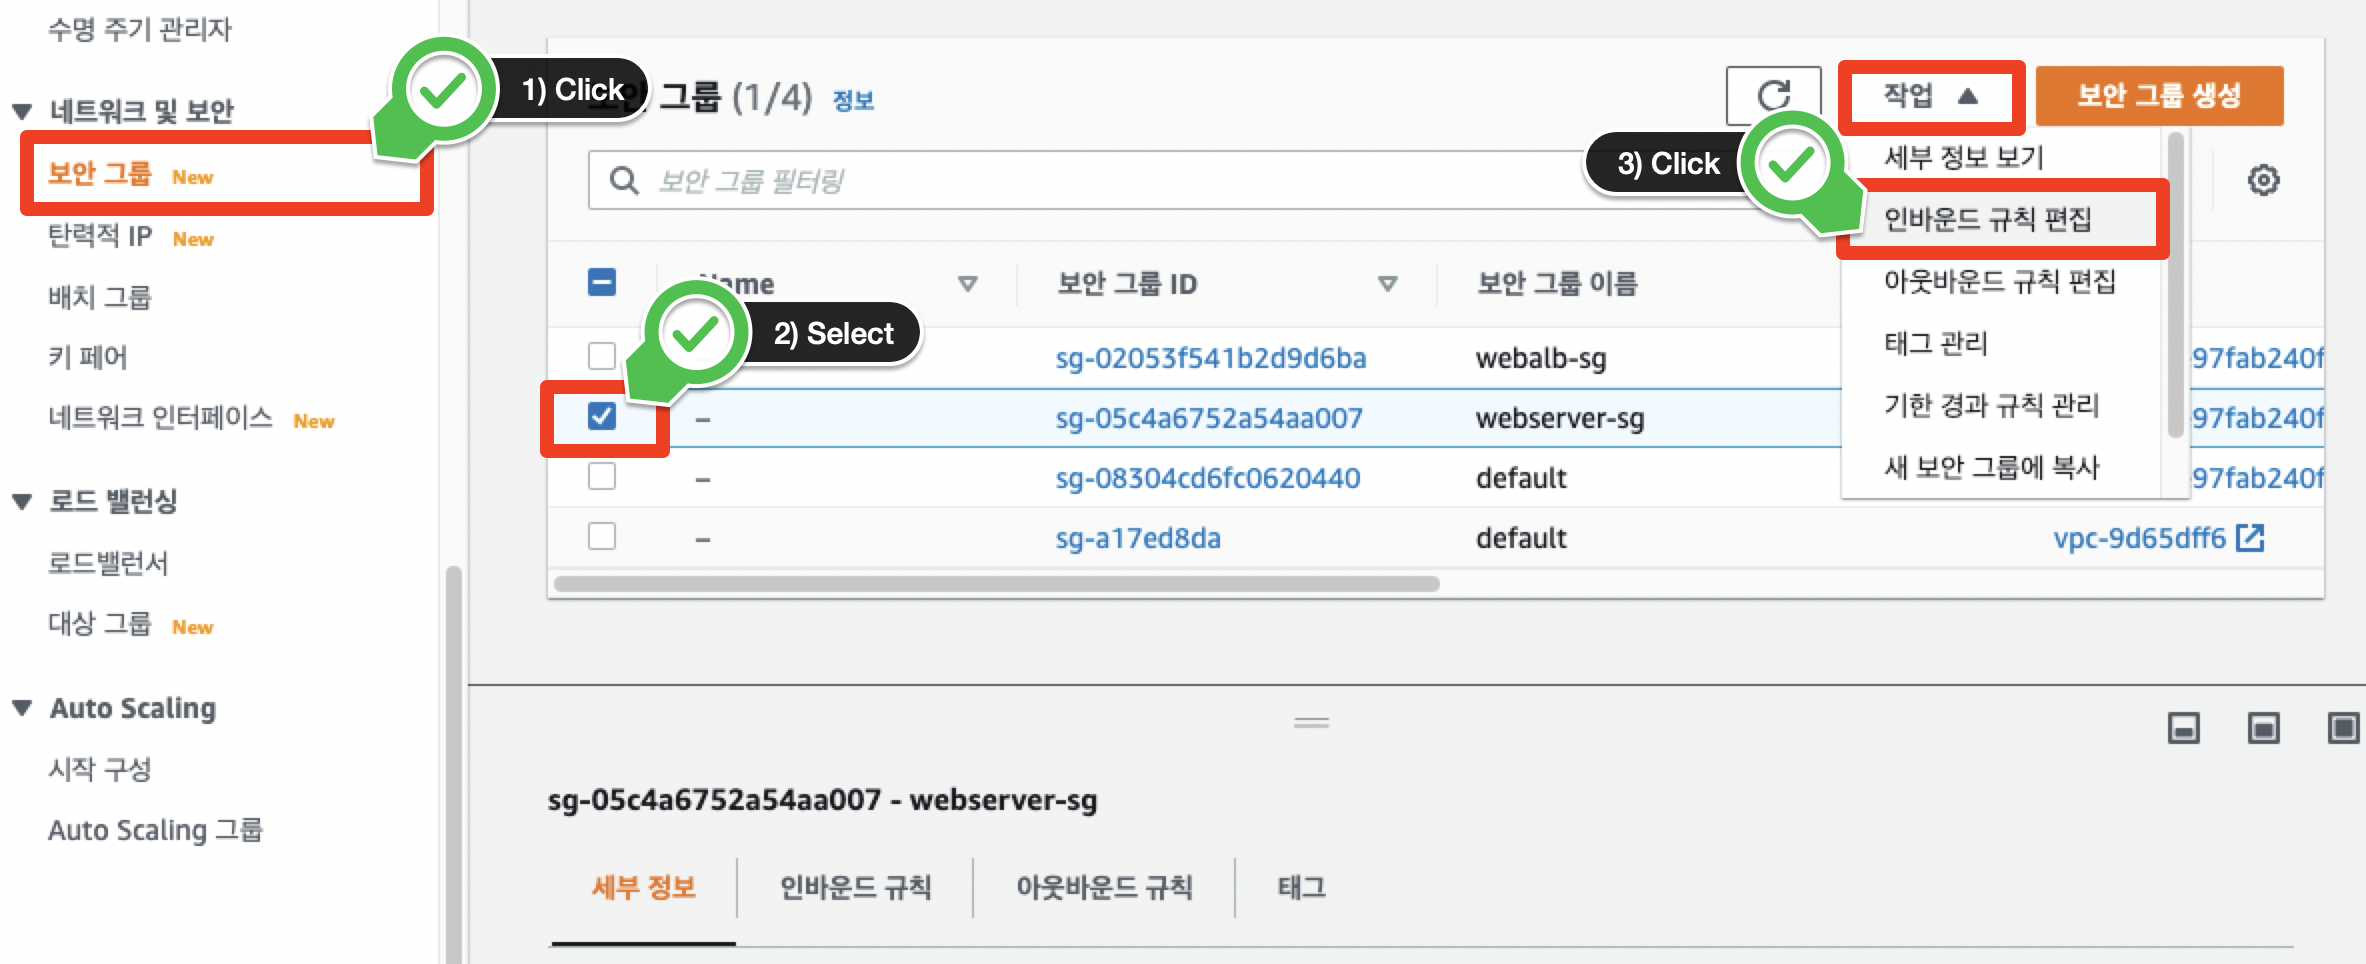 수명 주기 관리자
네트워크 및 보안
보안 그룹 New
탄력적 IP New
배치 그룹
키 페어
네트워크 인터페이스 New
로드 밸런싱
로드밸런서
대상 그룹 New
Auto Scaling
시작 구성
Auto Scaling 그룹
1) Click
보안 그룹 (1/4) 정보
작업
보안 그룹 생성
보안 그룹 필터링
3) Click
세부 정보 보기
인바운드 규칙 편집
아웃바운드 규칙 편집
태그 관리
기한 경과 규칙 관리
새 보안 그룹에 복사
Name 보안 그룹 ID 보안 그룹 이름
2) Select
sg-02053f541b2d9d6ba webalb-sg 97fab240f
– sg-05c4a6752a54aa007 webserver-sg 97fab240f
– sg-08304cd6fc0620440 default 97fab240f
– sg-a17ed8da default vpc-9d65dff6
sg-05c4a6752a54aa007 - webserver-sg
세부 정보 인바운드 규칙 아웃바운드 규칙 태그